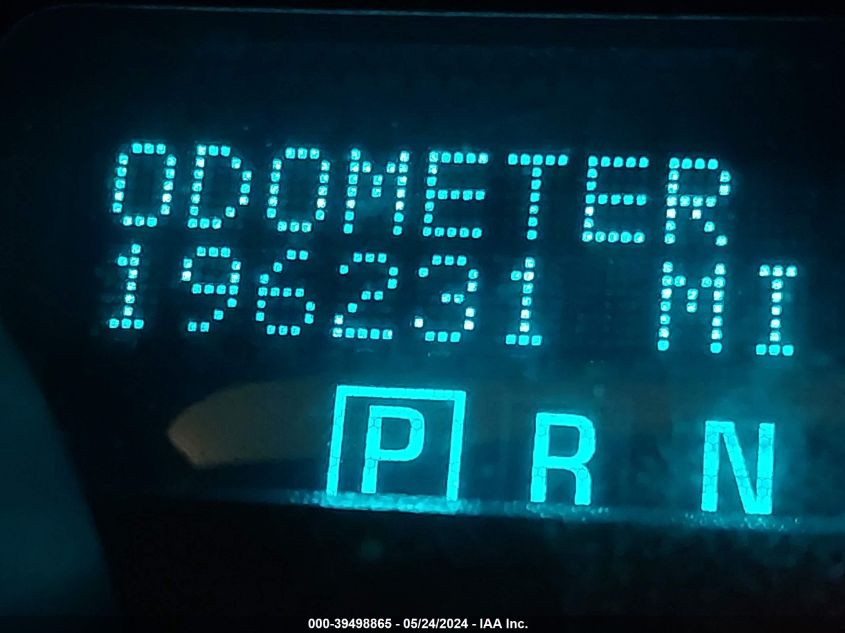 ODOMETER
196231 MI
P R N
000-39498865 - 05/24/2024 - IAA Inc.